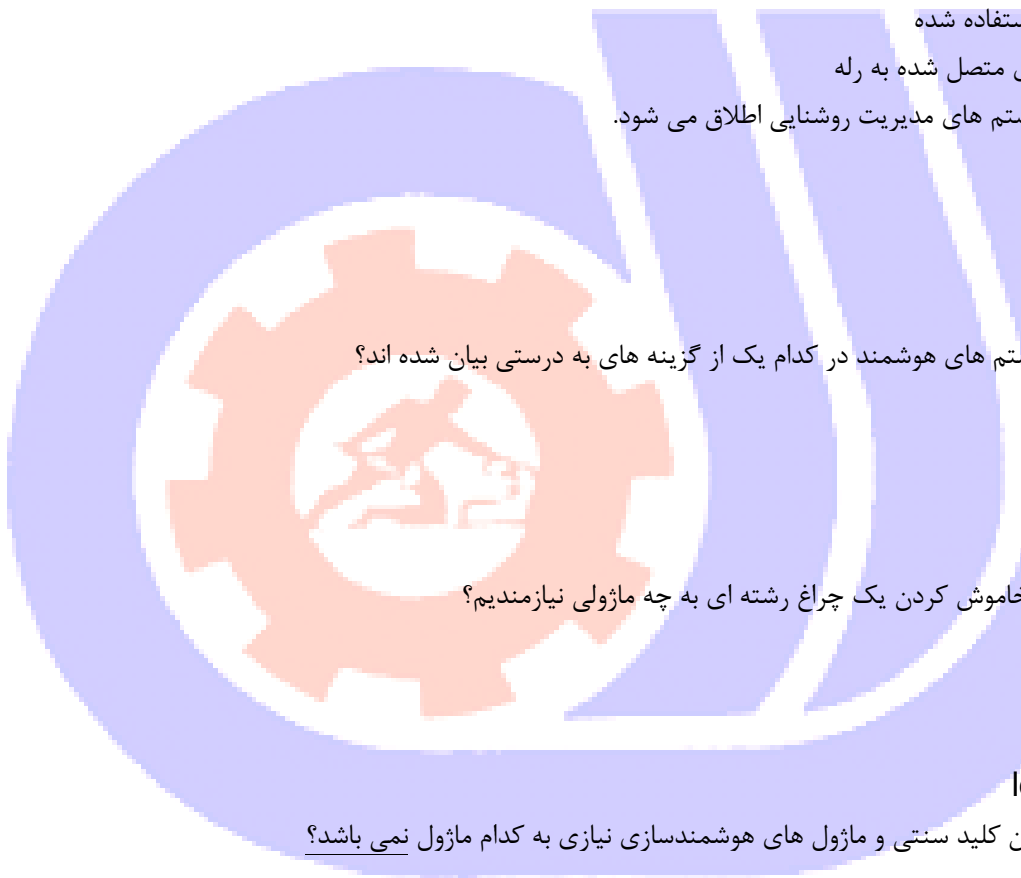 ستفاده شده
ی متصل شده به رله
ستم های مدیریت روشنایی اطلاق می شود.
ستم های هوشمند در کدام یک از گزینه های به درستی بیان شده اند؟
خاموش کردن یک چراغ رشته ای به چه ماژولی نیازمندیم؟
ن کلید سنتی و ماژول های هوشمندسازی نیازی به کدام ماژول نمی باشد؟